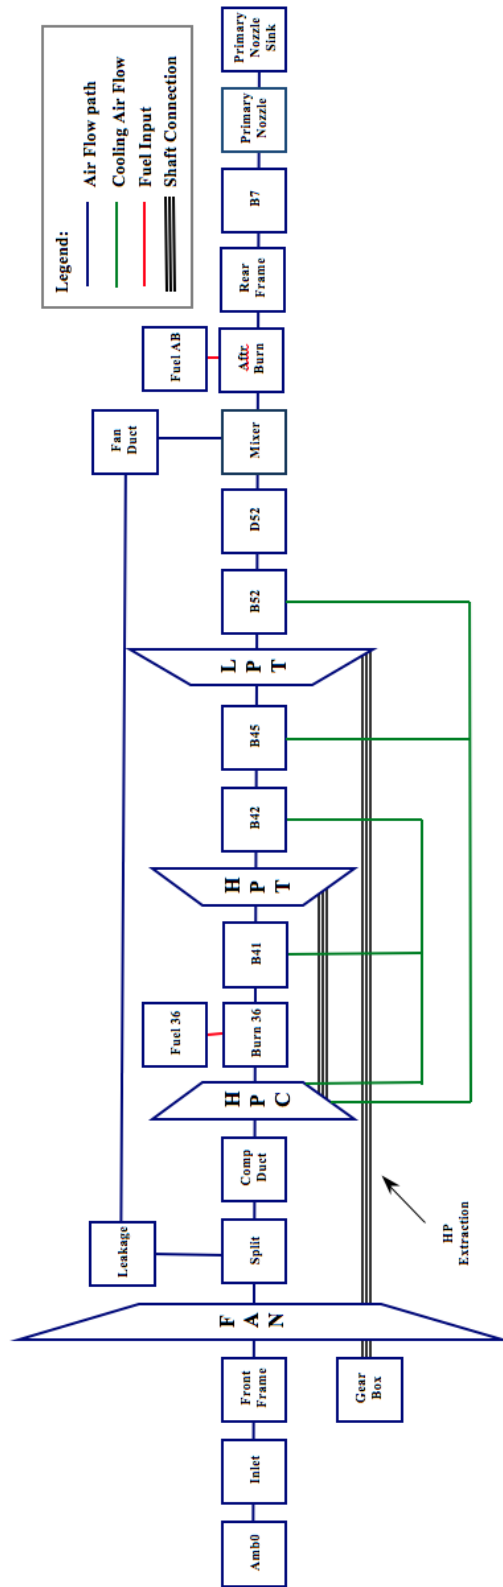 Legend:
Air Flow path
Cooling Air Flow
Fuel Input
Shaft Connection
Fan
Duct
Fuel AB
Leakage
Fuel 36
Amb0
Inlet
Front
Frame
F
A
N
Split
Comp
Duct
H
P
C
Burn 36
B41
H
P
T
B42
B45
L
P
T
B52
D52
Mixer
Aftr
Burn
Rear
Frame
B7
Primary
Nozzle
Primary
Nozzle
Sink
Gear
Box
HP
Extraction